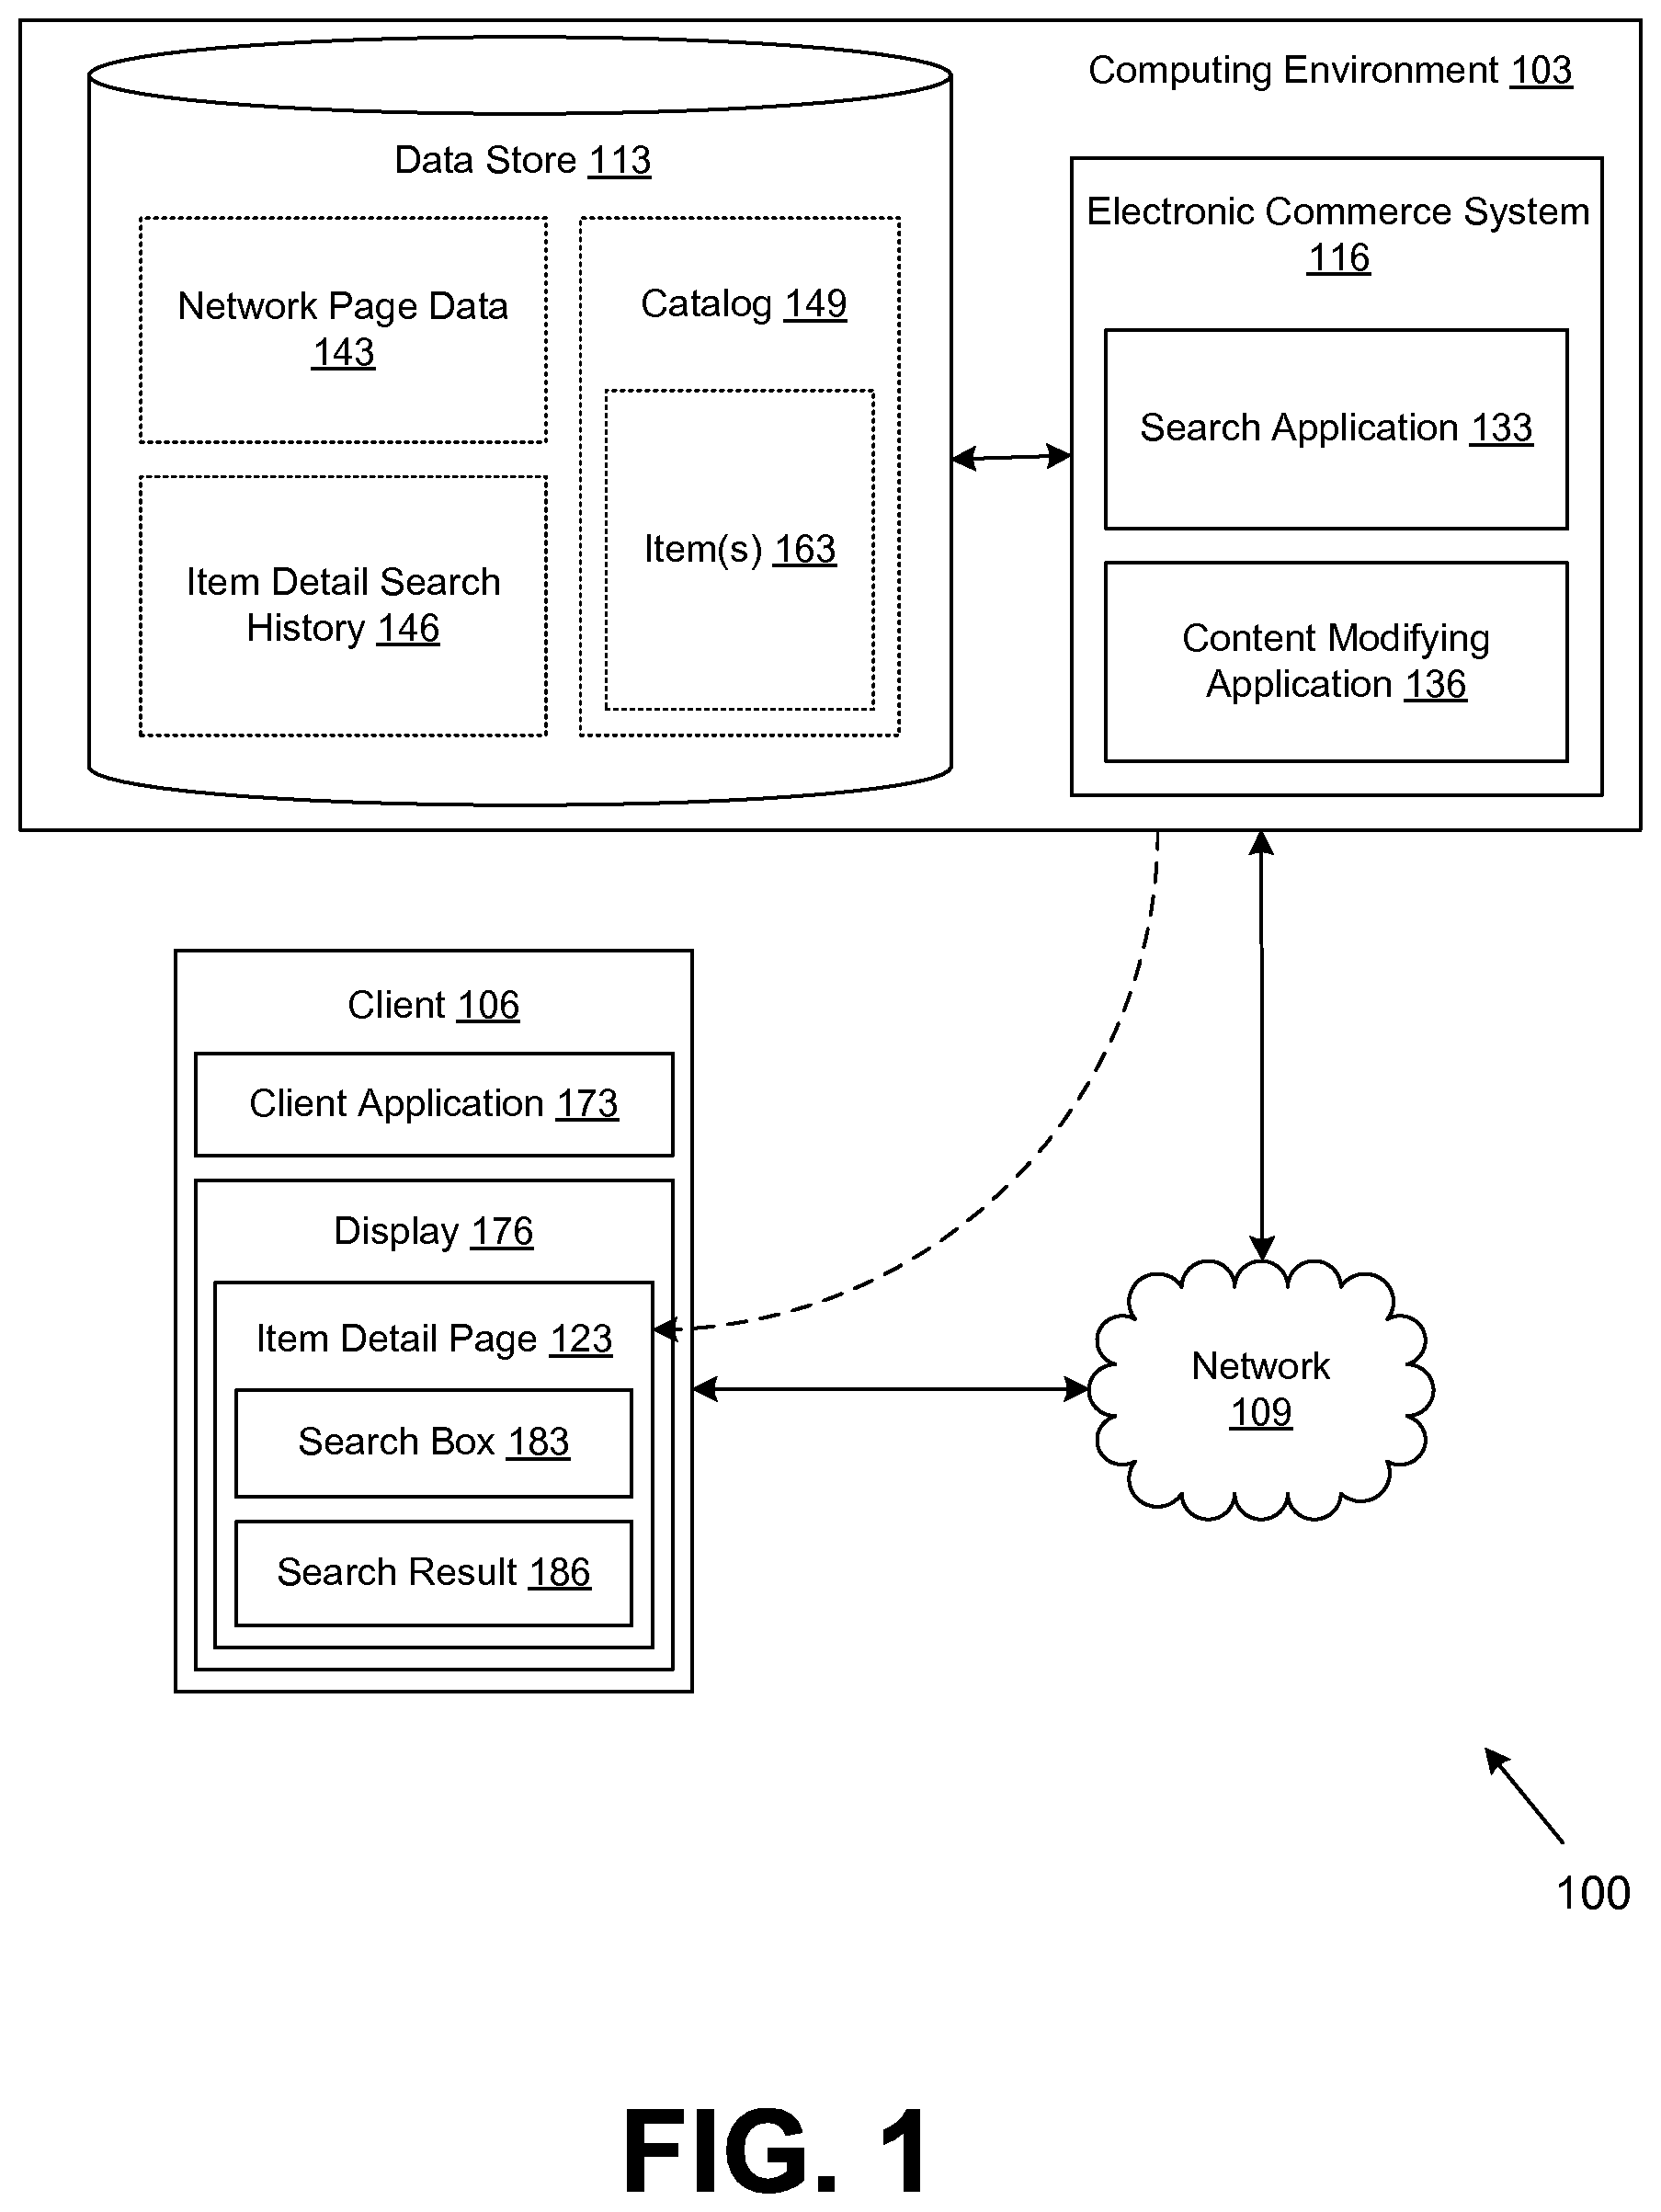 Computing Environment 103
Data Store 113
Network Page Data
143
Item Detail Search
History 146
Catalog 149
Item(s) 163
Electronic Commerce System
116
Search Application 133
Content Modifying
Application 136
Client 106
Client Application 173
Display 176
Item Detail Page 123
Search Box 183
Search Result 186
Network
109
100
FIG. 1